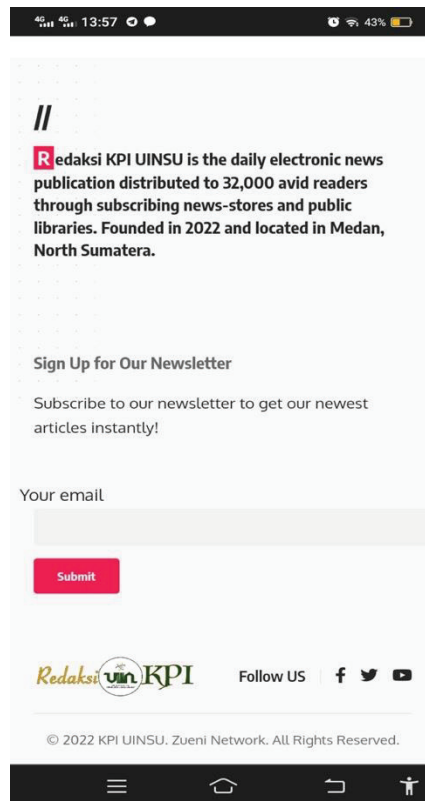 4G 4G 13:57 43%
//
Redaksi KPI UINSU is the daily electronic news
publication distributed to 32,000 avid readers
through subscribing news-stores and public
libraries. Founded in 2022 and located in Medan,
North Sumatera.
Sign Up for Our Newsletter
Subscribe to our newsletter to get our newest
articles instantly!
Your email
Submit
Redaksi uin KPI Follow US
© 2022 KPI UINSU. Zueni Network. All Rights Reserved.